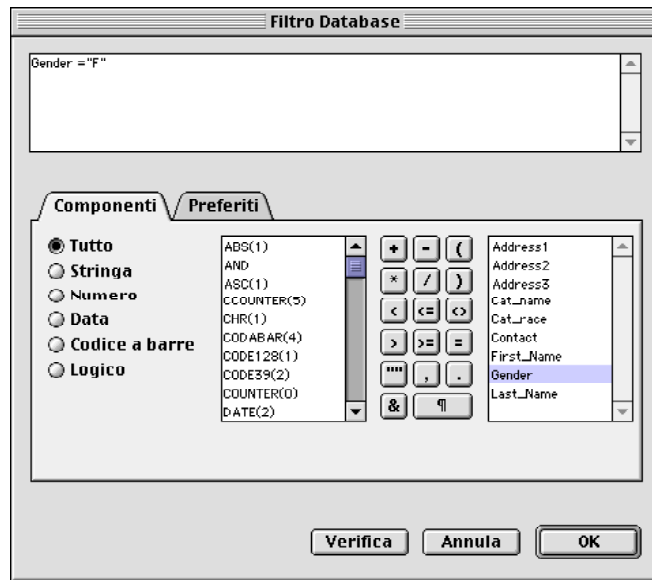 Filtro Database
Gender ="F"
Componenti
Preferiti
Tutto
Stringa
Numero
Data
Codice a barre
Logico
ABS(1)
AND
ASC(1)
CCOUNTER(5)
CHR(1)
CODABAR(4)
CODE128(1)
CODE39(2)
COUNTER(0)
DATE(2)
+ - (
* / )
< <= <>
> >= =
"" , .
& ¶
Address1
Address2
Address3
Cat_name
Cat_race
Contact
First_Name
Gender
Last_Name
Verifica
Annulla
OK